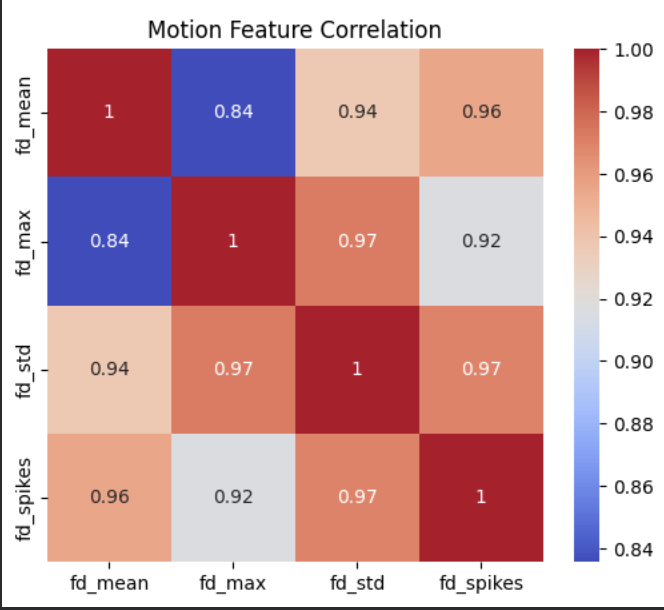 Motion Feature Correlation
fd_mean 1 0.84 0.94 0.96
fd_max 0.84 1 0.97 0.92
fd_std 0.94 0.97 1 0.97
fd_spikes 0.96 0.92 0.97 1
fd_mean fd_max fd_std fd_spikes
1.00
0.98
0.96
0.94
0.92
0.90
0.88
0.86
0.84